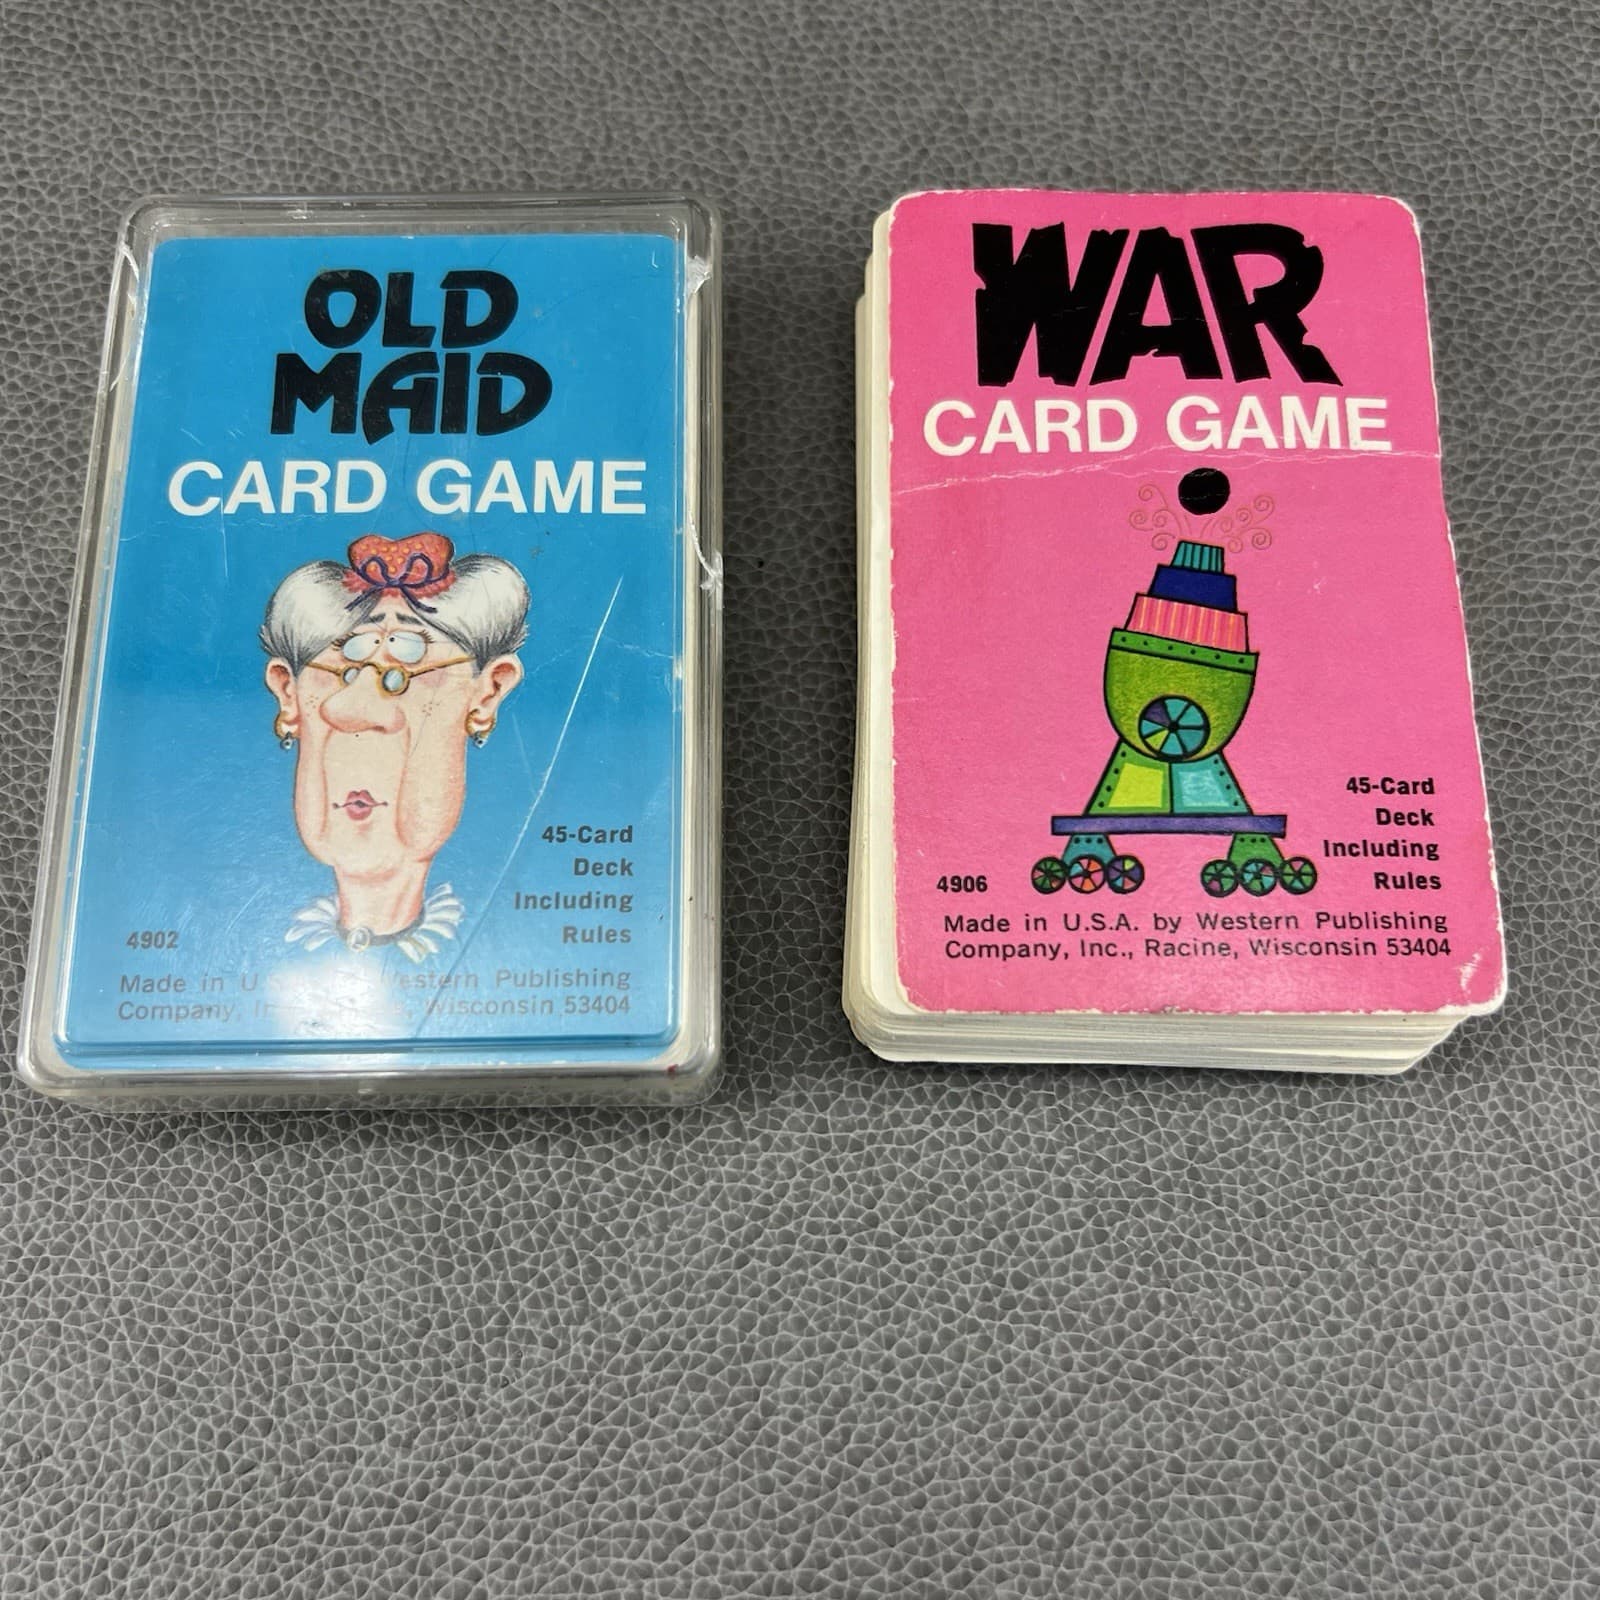 OLD
MAID
CARD GAME
45-Card
Deck
Including
Rules
4902
Made in U Western Publishing
Company, Wisconsin 53404
WAR
CARD GAME
45-Card
Deck
Including
Rules
4906
Made in U.S.A. by Western Publishing
Company, Inc., Racine, Wisconsin 53404